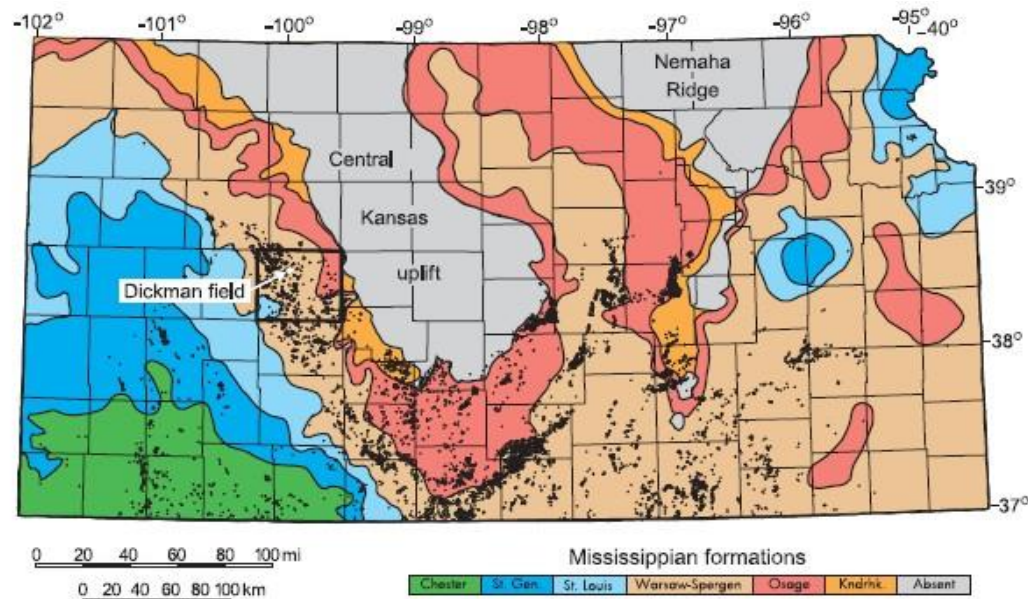 -102° -101° -100° -99° -98° -97° -96° -95°
-40°
Nemaha
Ridge
Central
-39°
Kansas
uplift
Dickman field
-38°
-37°
0 20 40 60 80 100 mi
0 20 40 60 80 100 km
Mississippian formations
Chester St. Gen. St. Louis Warsaw-Spergen Osage Kndrhk. Absent